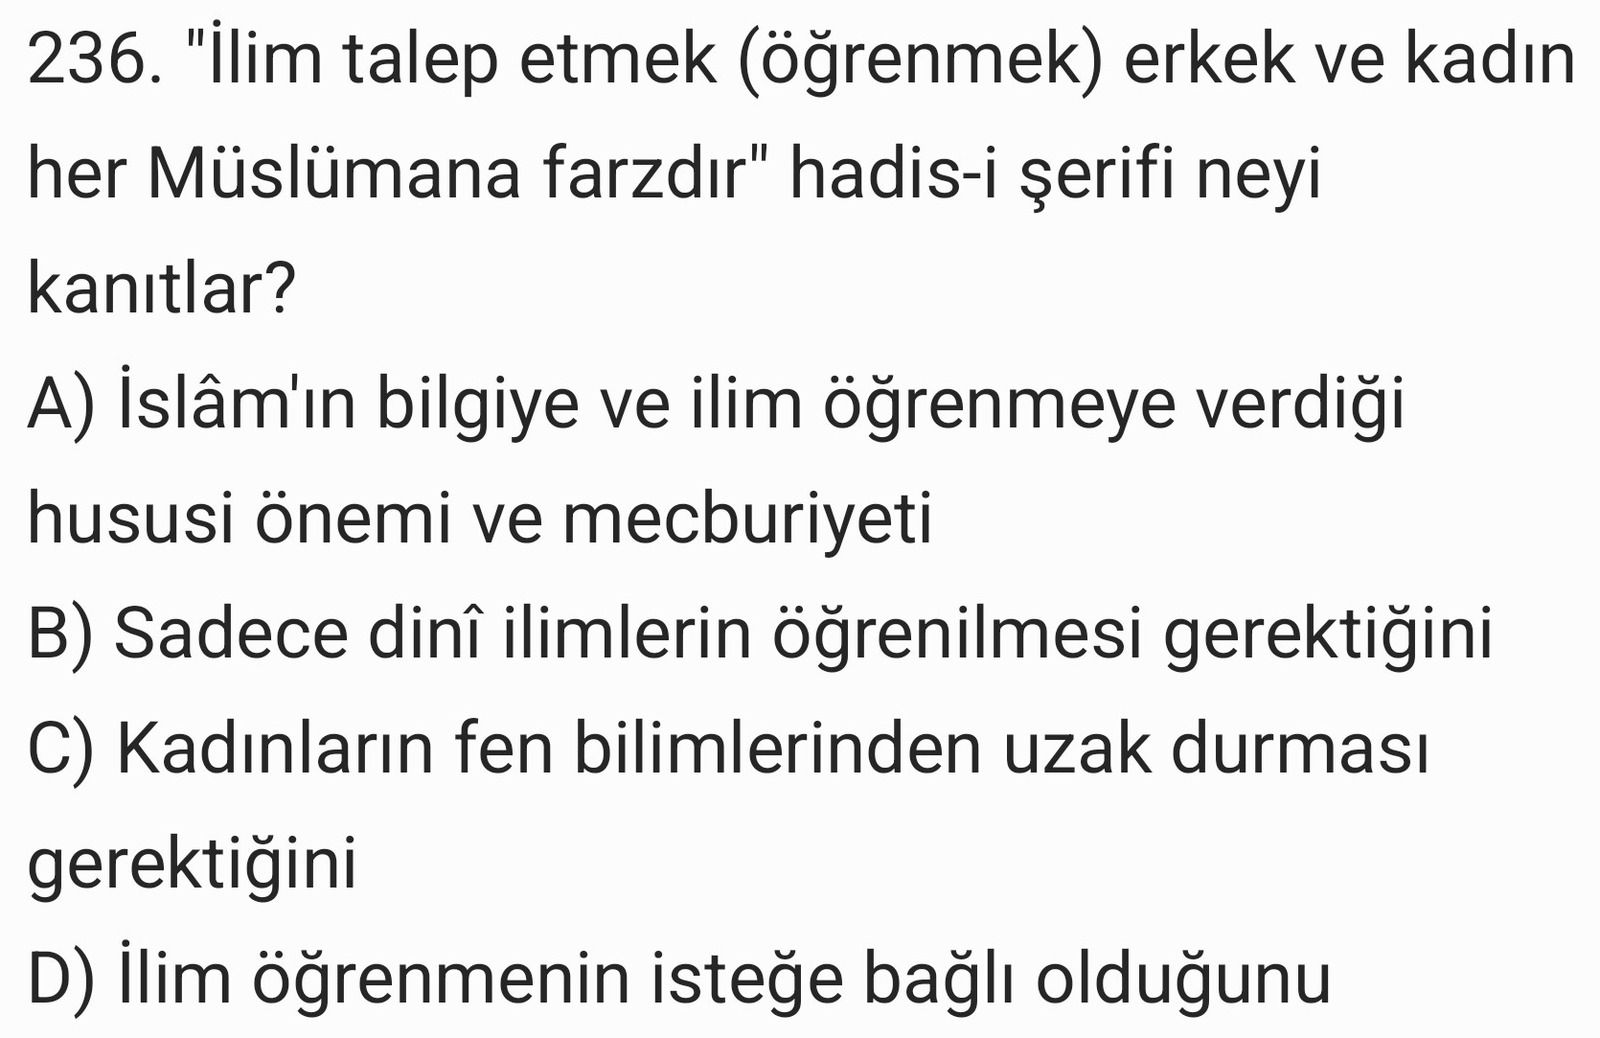 236. "İlim talep etmek (öğrenmek) erkek ve kadın
her Müslümana farzdır" hadis-i şerifi neyi
kanıtlar?
A) İslâm'ın bilgiye ve ilim öğrenmeye verdiği
hususi önemi ve mecburiyeti
B) Sadece dinî ilimlerin öğrenilmesi gerektiğini
C) Kadınların fen bilimlerinden uzak durması
gerektiğini
D) İlim öğrenmenin isteğe bağlı olduğunu